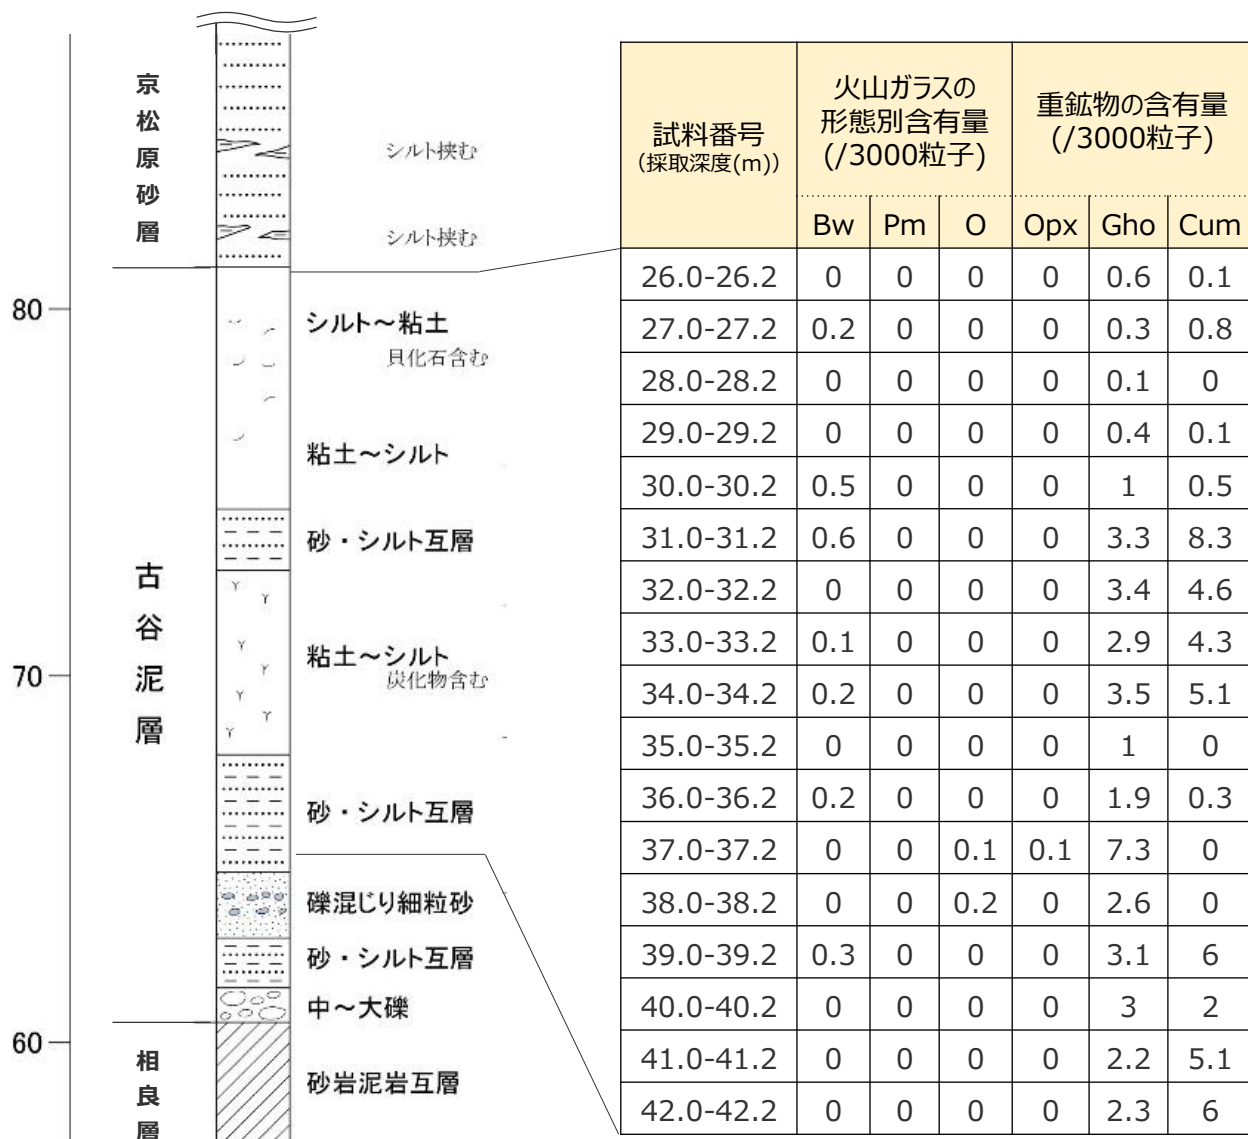 京松原砂層
シルト挟む
シルト挟む
80
シルト～粘土
貝化石含む
粘土～シルト
砂・シルト互層
古谷泥層
粘土～シルト
炭化物含む
70
砂・シルト互層
礫混じり細粒砂
砂・シルト互層
中～大礫
60
相良層
砂岩泥岩互層
試料番号
(採取深度(m))
火山ガラスの
形態別含有量
(/3000粒子)
重鉱物の含有量
(/3000粒子)
Bw Pm O Opx Gho Cum
26.0-26.2 0 0 0 0 0.6 0.1
27.0-27.2 0.2 0 0 0 0.3 0.8
28.0-28.2 0 0 0 0 0.1 0
29.0-29.2 0 0 0 0 0.4 0.1
30.0-30.2 0.5 0 0 0 1 0.5
31.0-31.2 0.6 0 0 0 3.3 8.3
32.0-32.2 0 0 0 0 3.4 4.6
33.0-33.2 0.1 0 0 0 2.9 4.3
34.0-34.2 0.2 0 0 0 3.5 5.1
35.0-35.2 0 0 0 0 1 0
36.0-36.2 0.2 0 0 0 1.9 0.3
37.0-37.2 0 0 0.1 0.1 7.3 0
38.0-38.2 0 0 0.2 0 2.6 0
39.0-39.2 0.3 0 0 0 3.1 6
40.0-40.2 0 0 0 0 3 2
41.0-41.2 0 0 0 0 2.2 5.1
42.0-42.2 0 0 0 0 2.3 6